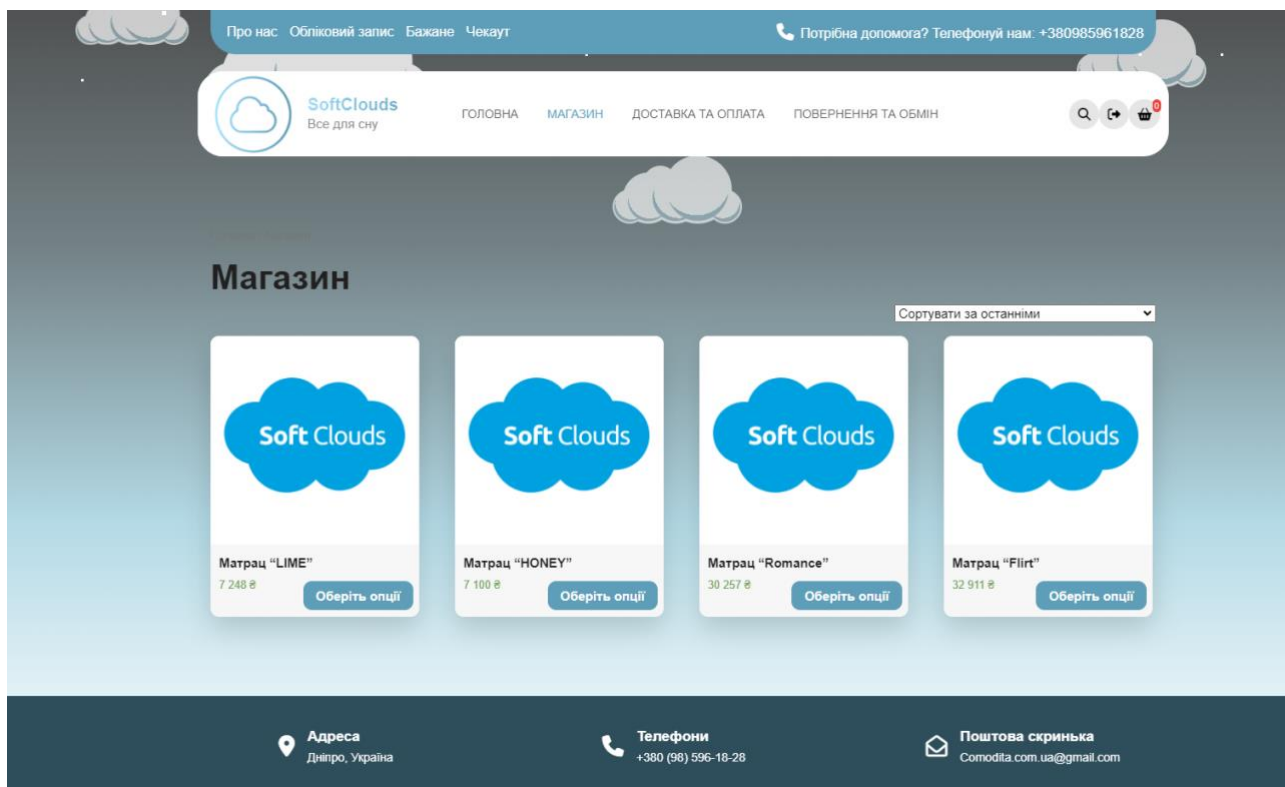 Про нас Обліковий запис Бажане Чекаут
Потрібна допомога? Телефонуй нам: +380985961828
SoftClouds
Все для сну
ГОЛОВНА МАГАЗИН ДОСТАВКА ТА ОПЛАТА ПОВЕРНЕННЯ ТА ОБМІН
0
Магазин
Сортувати за останніми
Soft Clouds
Soft Clouds
Soft Clouds
Soft Clouds
Матрац “LIME”
7 248 ₴
Оберіть опції
Матрац “HONEY”
7 100 ₴
Оберіть опції
Матрац “Romance”
30 257 ₴
Оберіть опції
Матрац “Flirt”
32 911 ₴
Оберіть опції
Адреса
Дніпро, Україна
Телефони
+380 (98) 596-18-28
Поштова скринька
Comodita.com.ua@gmail.com